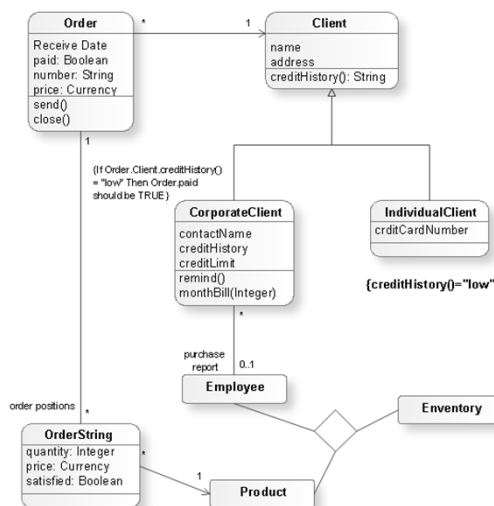 Order
Receive Date
paid: Boolean
number: String
price: Currency
send()
close()
*
1
Client
name
address
creditHistory(): String
1
(If Order.Client.creditHistory()
= "low" Then Order.paid
should be TRUE }
CorporateClient
contactName
creditHistory
creditLimit
remind()
monthBill(Integer)
IndividualClient
crditCardNumber
{creditHistory()="low"
*
purchase
report
0..1
Employee
Enventory
order positions
*
OrderString
quantity: Integer
price: Currency
satisfied: Boolean
*
1
Product